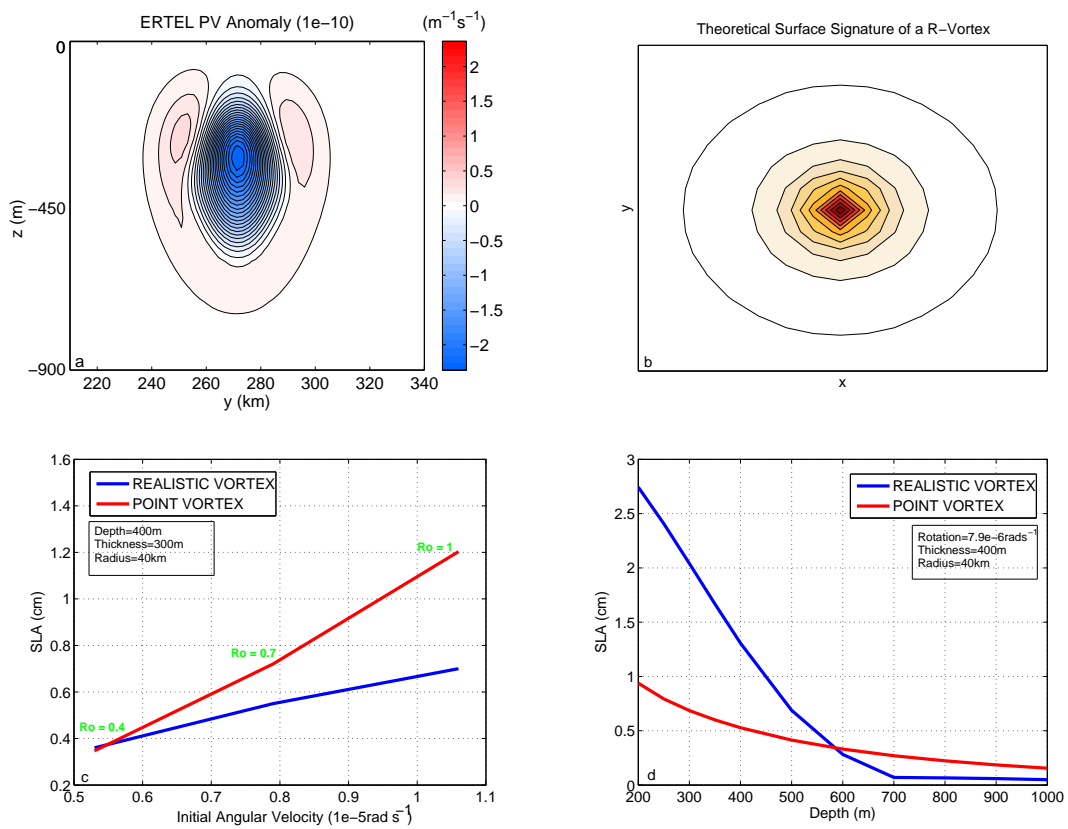 ERTEL PV Anomaly (1e−10)
(m⁻¹s⁻¹)
0
−450
−900
z (m)
220
240
260
280
300
320
340
y (km)
a
2
1.5
1
0.5
0
−0.5
−1
−1.5
−2
Theoretical Surface Signature of a R−Vortex
y
x
b
1.6
1.4
1.2
1
0.8
0.6
0.4
0.2
SLA (cm)
REALISTIC VORTEX
POINT VORTEX
Depth=400m
Thickness=300m
Radius=40km
Ro = 1
Ro = 0.7
Ro = 0.4
c
0.5
0.6
0.7
0.8
0.9
1
1.1
Initial Angular Velocity (1e−5rad s⁻¹)
3
2.5
2
1.5
1
0.5
0
SLA (cm)
REALISTIC VORTEX
POINT VORTEX
Rotation=7.9e−6rads⁻¹
Thickness=400m
Radius=40km
d
200
300
400
500
600
700
800
900
1000
Depth (m)